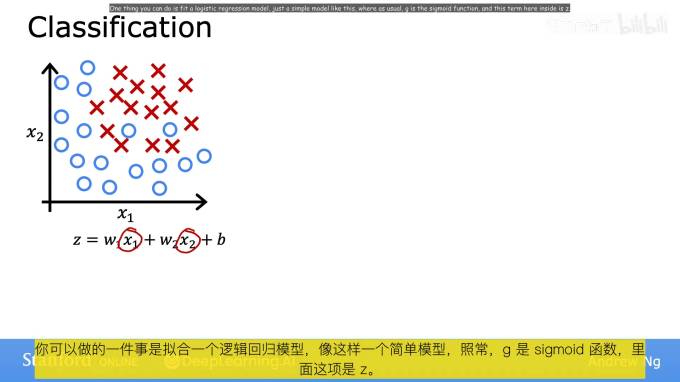 One thing you can do is fit a logistic regression model, just a simple model like this, where as usual, g is the sigmoid function, and this term here inside is z.
Classification
bilibili
x₂
x₁
z = w₁x₁ + w₂x₂ + b
你可以做的一件事是拟合一个逻辑回归模型，像这样一个简单模型，照常，g 是 sigmoid 函数，里
面这项是 z。
Stanford ONLINE DeepLearning.AI Andrew Ng